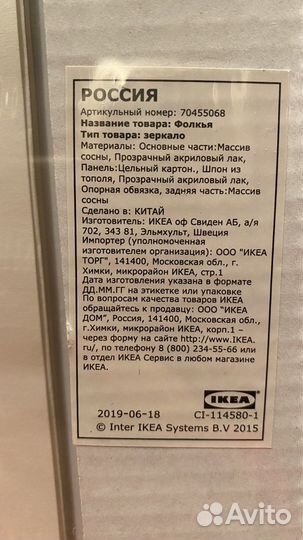 РОССИЯ
Артикульный номер: 70455068
Название товара: Фолкья
Тип товара: зеркало
Материалы: Основные части:Массив
сосны, Прозрачный акриловый лак,
Панель:Цельный картон., Шпон из
тополя, Прозрачный акриловый лак,
Опорная обвязка, задняя часть:Массив
сосны
Сделано в: КИТАЙ
Изготовитель: ИКЕА оф Свиден АБ, а/я
702, 343 81, Эльмхульт, Швеция
Импортер (уполномоченная
изготовителем организация): ООО "ИКЕА
ТОРГ", 141400, Московская обл., г.
Химки, микрорайон ИКЕА, стр.1
Дата изготовления указана в формате
ДД.ММ.ГГ на этикетке или упаковке
По вопросам качества товаров ИКЕА
обращайтесь к продавцу: ООО "ИКЕА
ДОМ", Россия, 141400, Московская обл.,
г.Химки, микрорайон ИКЕА, корп.1 –
через форму на сайте http://www.IKEA.
ru/, по телефону 8 (800) 234-55-66 или
в отдел ИКЕА Сервис в любом магазине
ИКЕА.
IKEA
2019-06-18 CI-114580-1
© Inter IKEA Systems B.V 2015
Avito